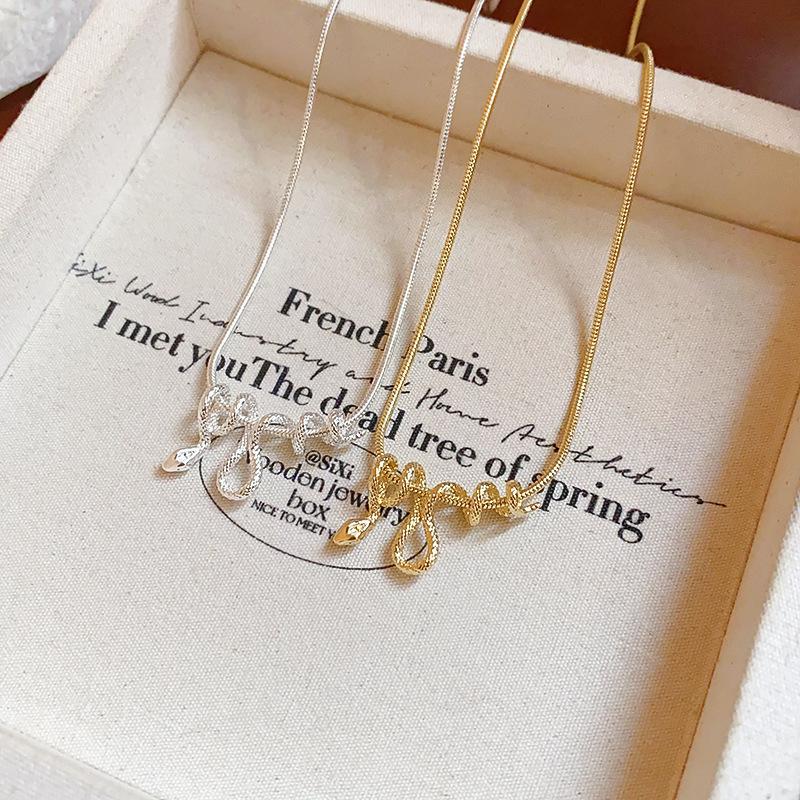 French Paris
SiXi Wood Industry and Home Aesthetics
I met you The dead tree of spring
@SiXi
wooden jewelry
box
NICE TO MEET